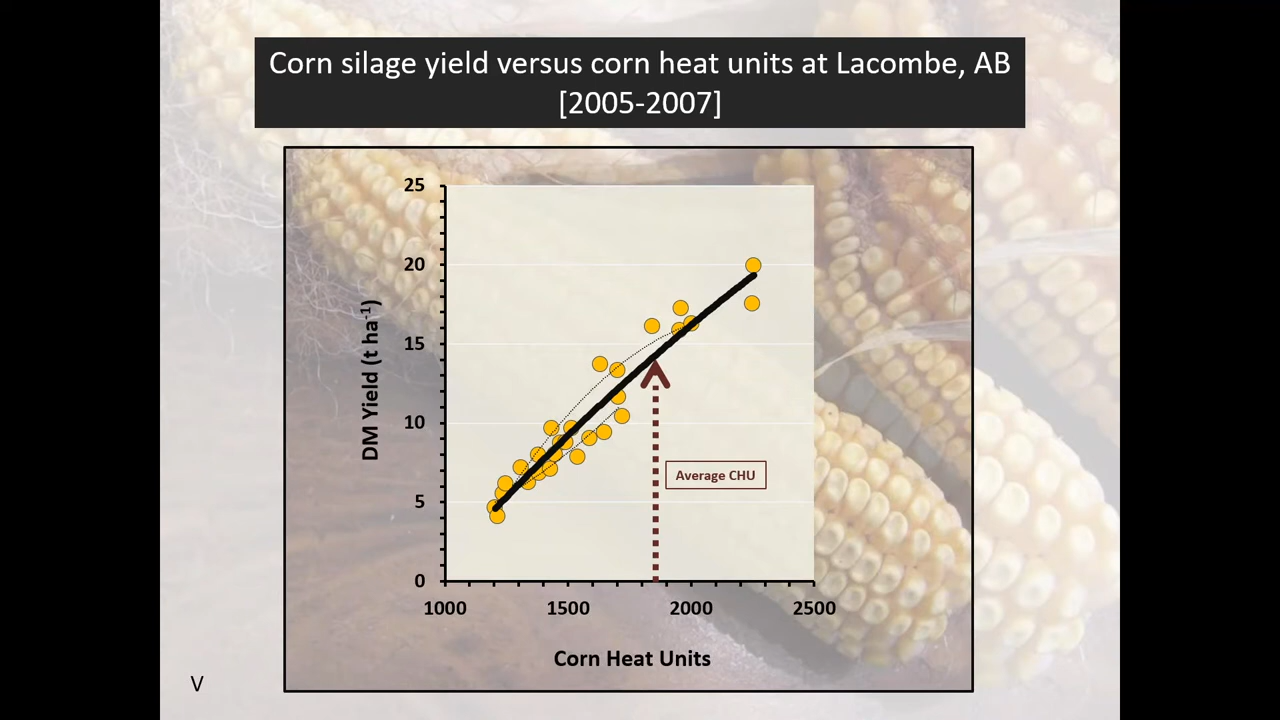 Corn silage yield versus corn heat units at Lacombe, AB
[2005-2007]
25
20
15
10
5
0
DM Yield (t ha⁻¹)
Average CHU
1000 1500 2000 2500
Corn Heat Units
V